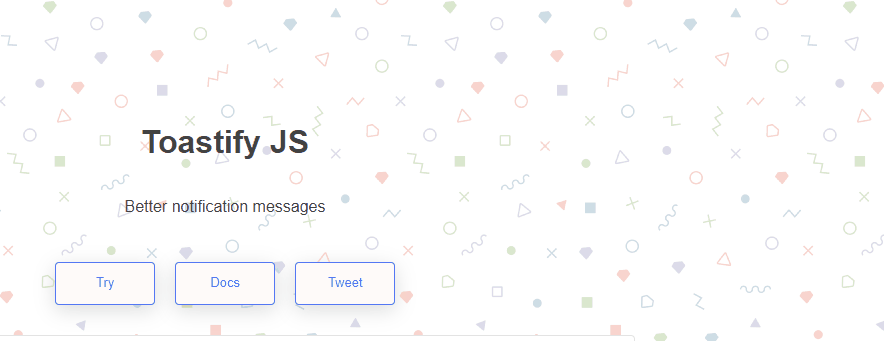 Toastify JS
Better notification messages
Try Docs Tweet